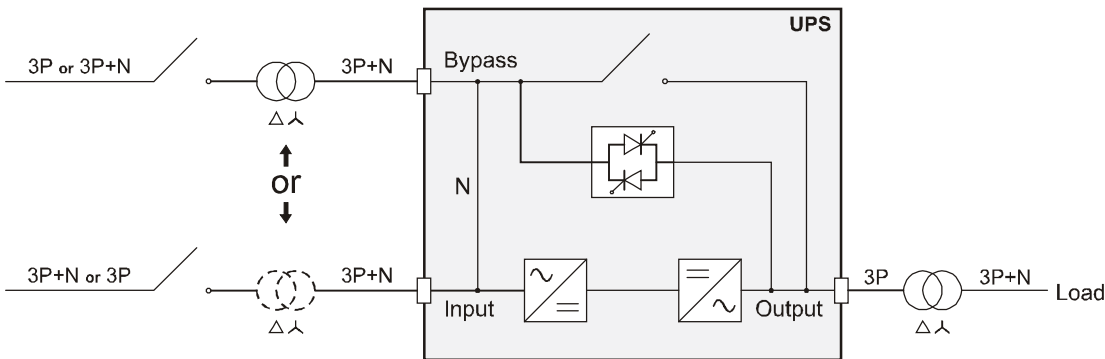 UPS
3P or 3P+N
3P+N
Bypass
or
N
3P+N or 3P
3P+N
Input
Output
3P
3P+N
Load